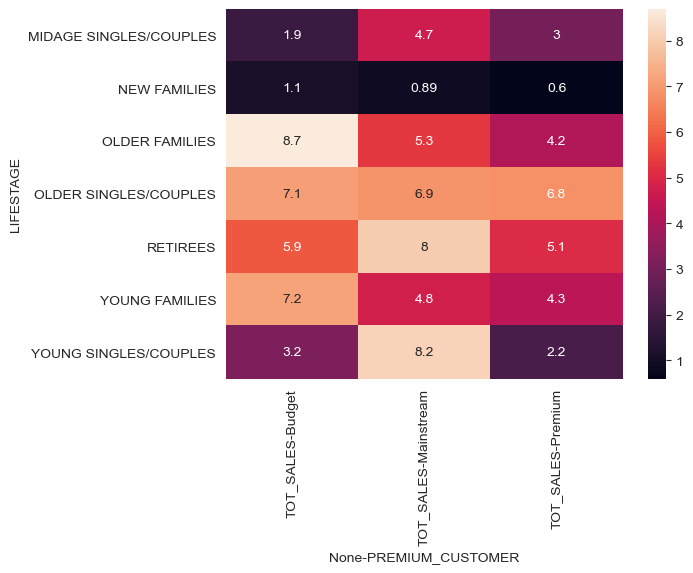 LIFESTAGE
MIDAGE SINGLES/COUPLES 1.9 4.7 3
NEW FAMILIES 1.1 0.89 0.6
OLDER FAMILIES 8.7 5.3 4.2
OLDER SINGLES/COUPLES 7.1 6.9 6.8
RETIREES 5.9 8 5.1
YOUNG FAMILIES 7.2 4.8 4.3
YOUNG SINGLES/COUPLES 3.2 8.2 2.2
TOT_SALES-Budget
TOT_SALES-Mainstream
TOT_SALES-Premium
None-PREMIUM_CUSTOMER
8
7
6
5
4
3
2
1